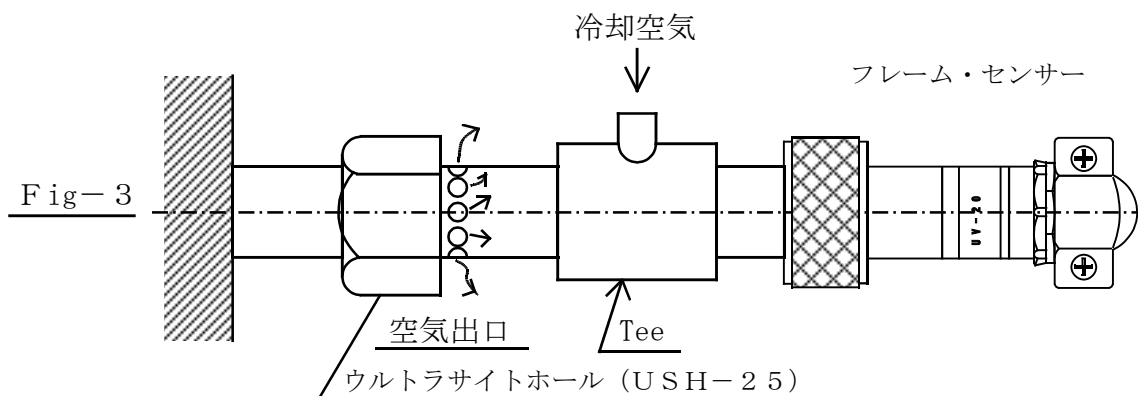 冷却空気
フレーム・センサー
Fig－3
UV-20
空気出口
Tee
ウルトラサイトホール（ＵＳＨ－２５）